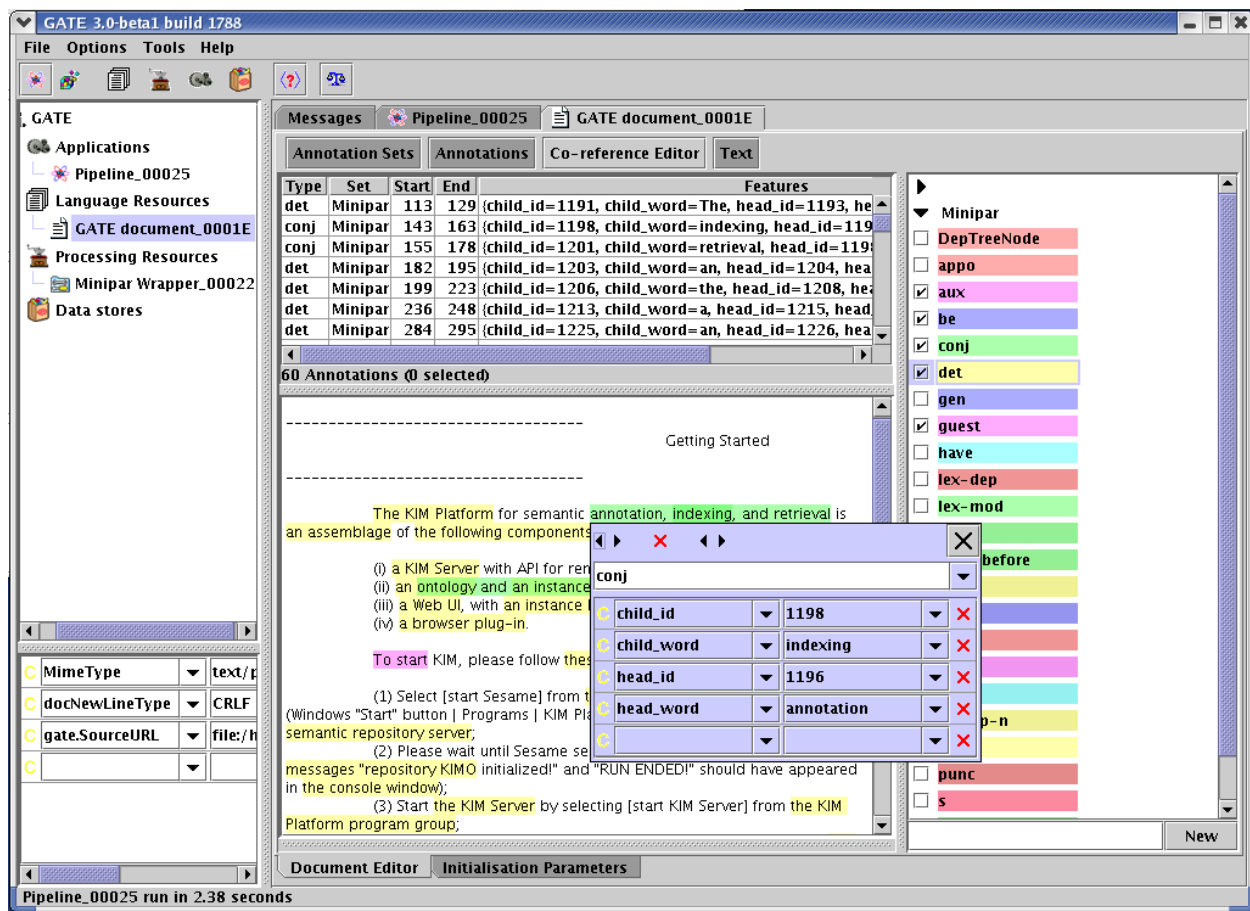 GATE 3.0-beta1 build 1788
File Options Tools Help
GATE
Applications
Pipeline_00025
Language Resources
GATE document_0001E
Processing Resources
Minipar Wrapper_00022
Data stores
MimeType text/p
docNewLineType CRLF
gate.SourceURL file:/h
Messages Pipeline_00025 GATE document_0001E
Annotation Sets Annotations Co-reference Editor Text
Type Set Start End Features
det Minipar 113 129 {child_id=1191, child_word=The, head_id=1193, he
conj Minipar 143 163 {child_id=1198, child_word=indexing, head_id=119
conj Minipar 155 178 {child_id=1201, child_word=retrieval, head_id=119
det Minipar 182 195 {child_id=1203, child_word=an, head_id=1204, hea
det Minipar 199 223 {child_id=1206, child_word=the, head_id=1208, hea
det Minipar 236 248 {child_id=1213, child_word=a, head_id=1215, head
det Minipar 284 295 {child_id=1225, child_word=an, head_id=1226, hea
60 Annotations (0 selected)
-----------------------------------
Getting Started
-----------------------------------
The KIM Platform for semantic annotation, indexing, and retrieval is
an assemblage of the following components
(i) a KIM Server with API for rem
(ii) an ontology and an instance
(iii) a Web UI, with an instance
(iv) a browser plug-in.
To start KIM, please follow thes
(1) Select [start Sesame] from t
(Windows "Start" button | Programs | KIM Pla
semantic repository server;
(2) Please wait until Sesame se
messages "repository KIMO initialized!" and "RUN ENDED!" should have appeared
in the console window);
(3) Start the KIM Server by selecting [start KIM Server] from the KIM
Platform program group;
conj
C child_id 1198
C child_word indexing
C head_id 1196
C head_word annotation
C
Minipar
DepTreeNode
appo
aux
be
conj
det
gen
guest
have
lex-dep
lex-mod
before
p-n
punc
s
New
Document Editor Initialisation Parameters
Pipeline_00025 run in 2.38 seconds